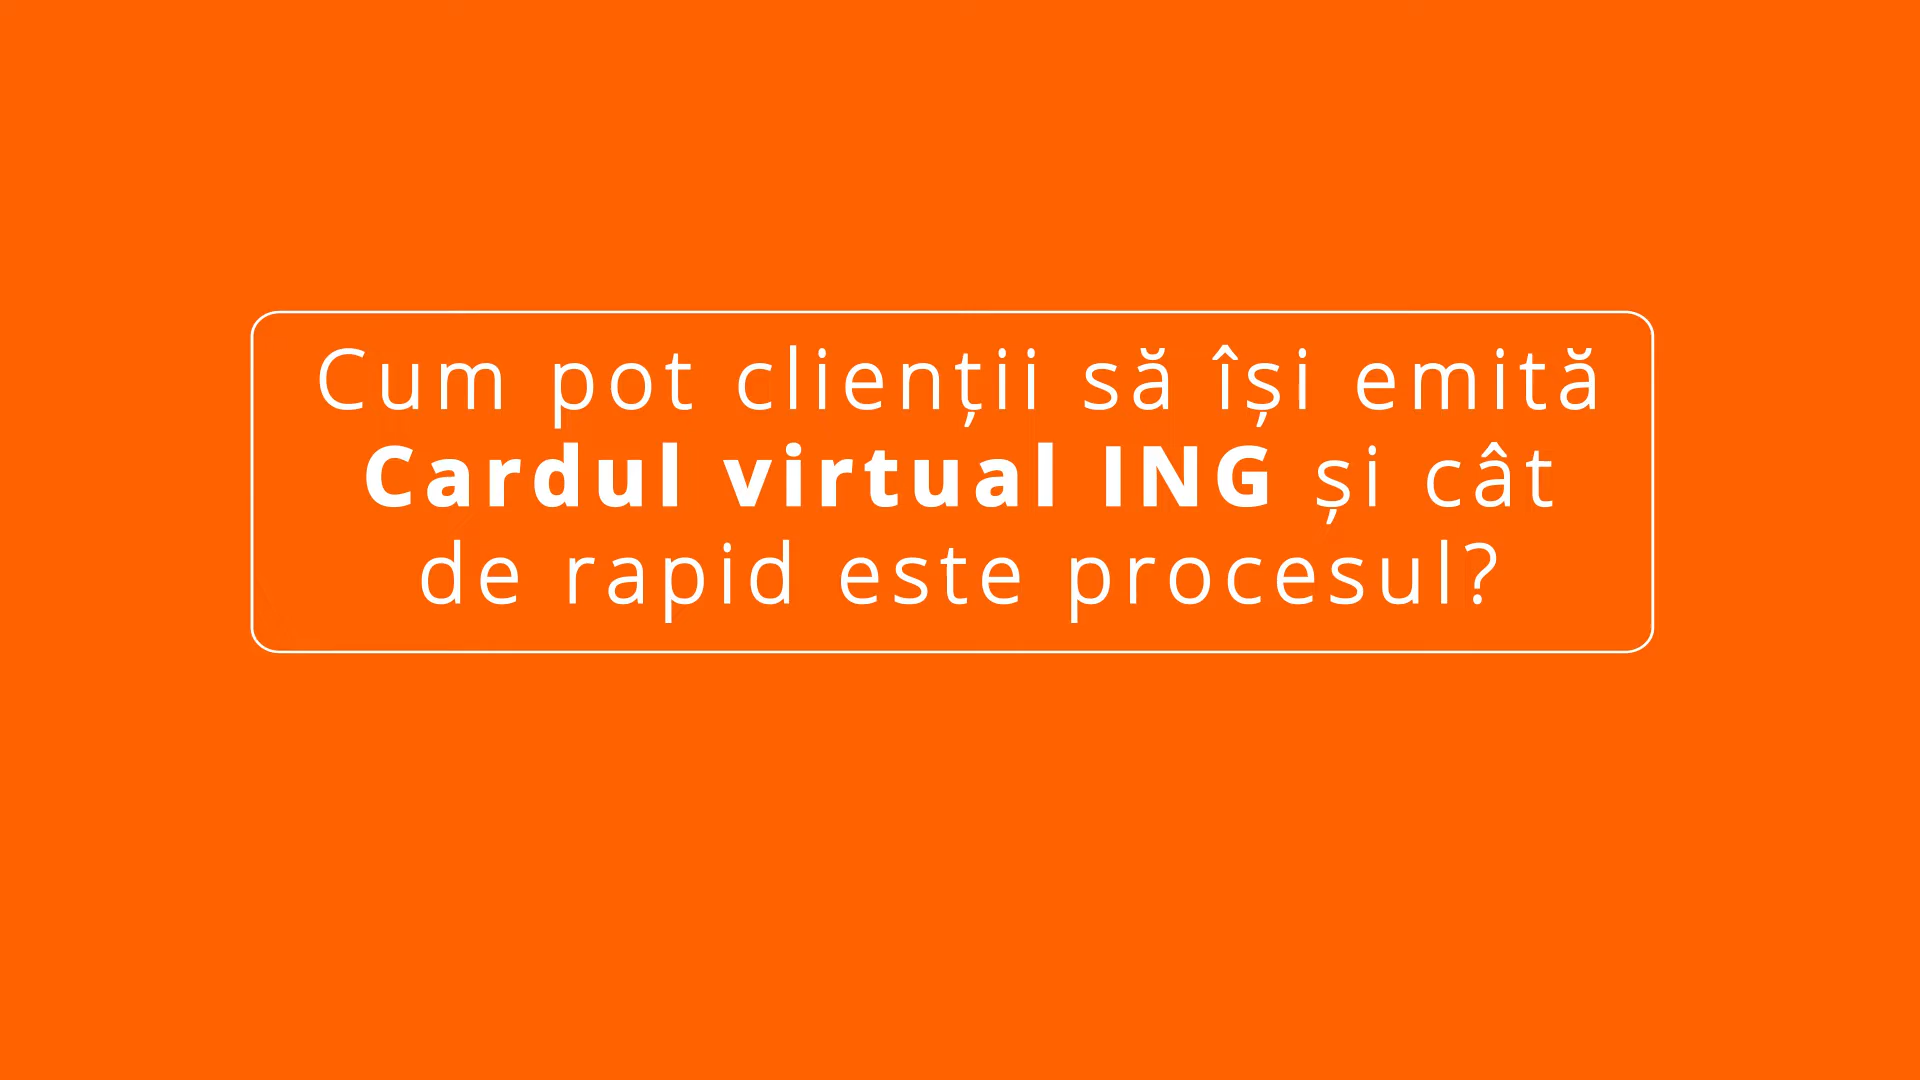 Cum pot clienții să își emită
Cardul virtual ING și cât
de rapid este procesul?